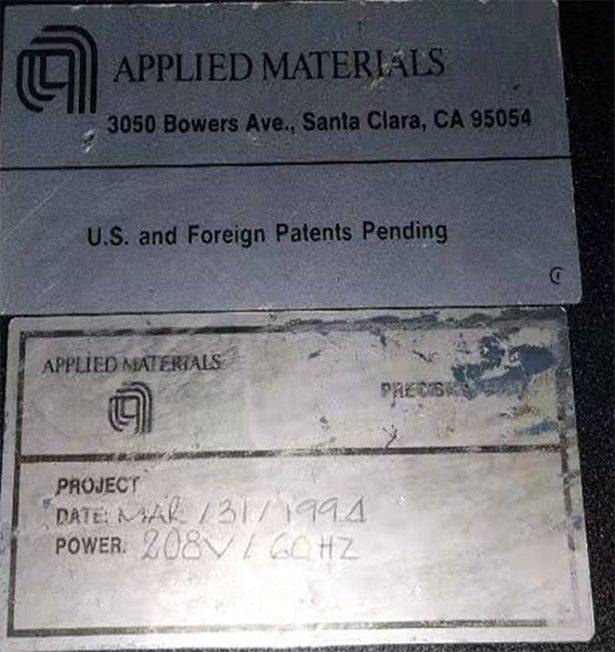 APPLIED MATERIALS
3050 Bowers Ave., Santa Clara, CA 95054
U.S. and Foreign Patents Pending
APPLIED MATERIALS
PROJECT
DATE: MAR / 31 / 1994
POWER. 208V / 60HZ